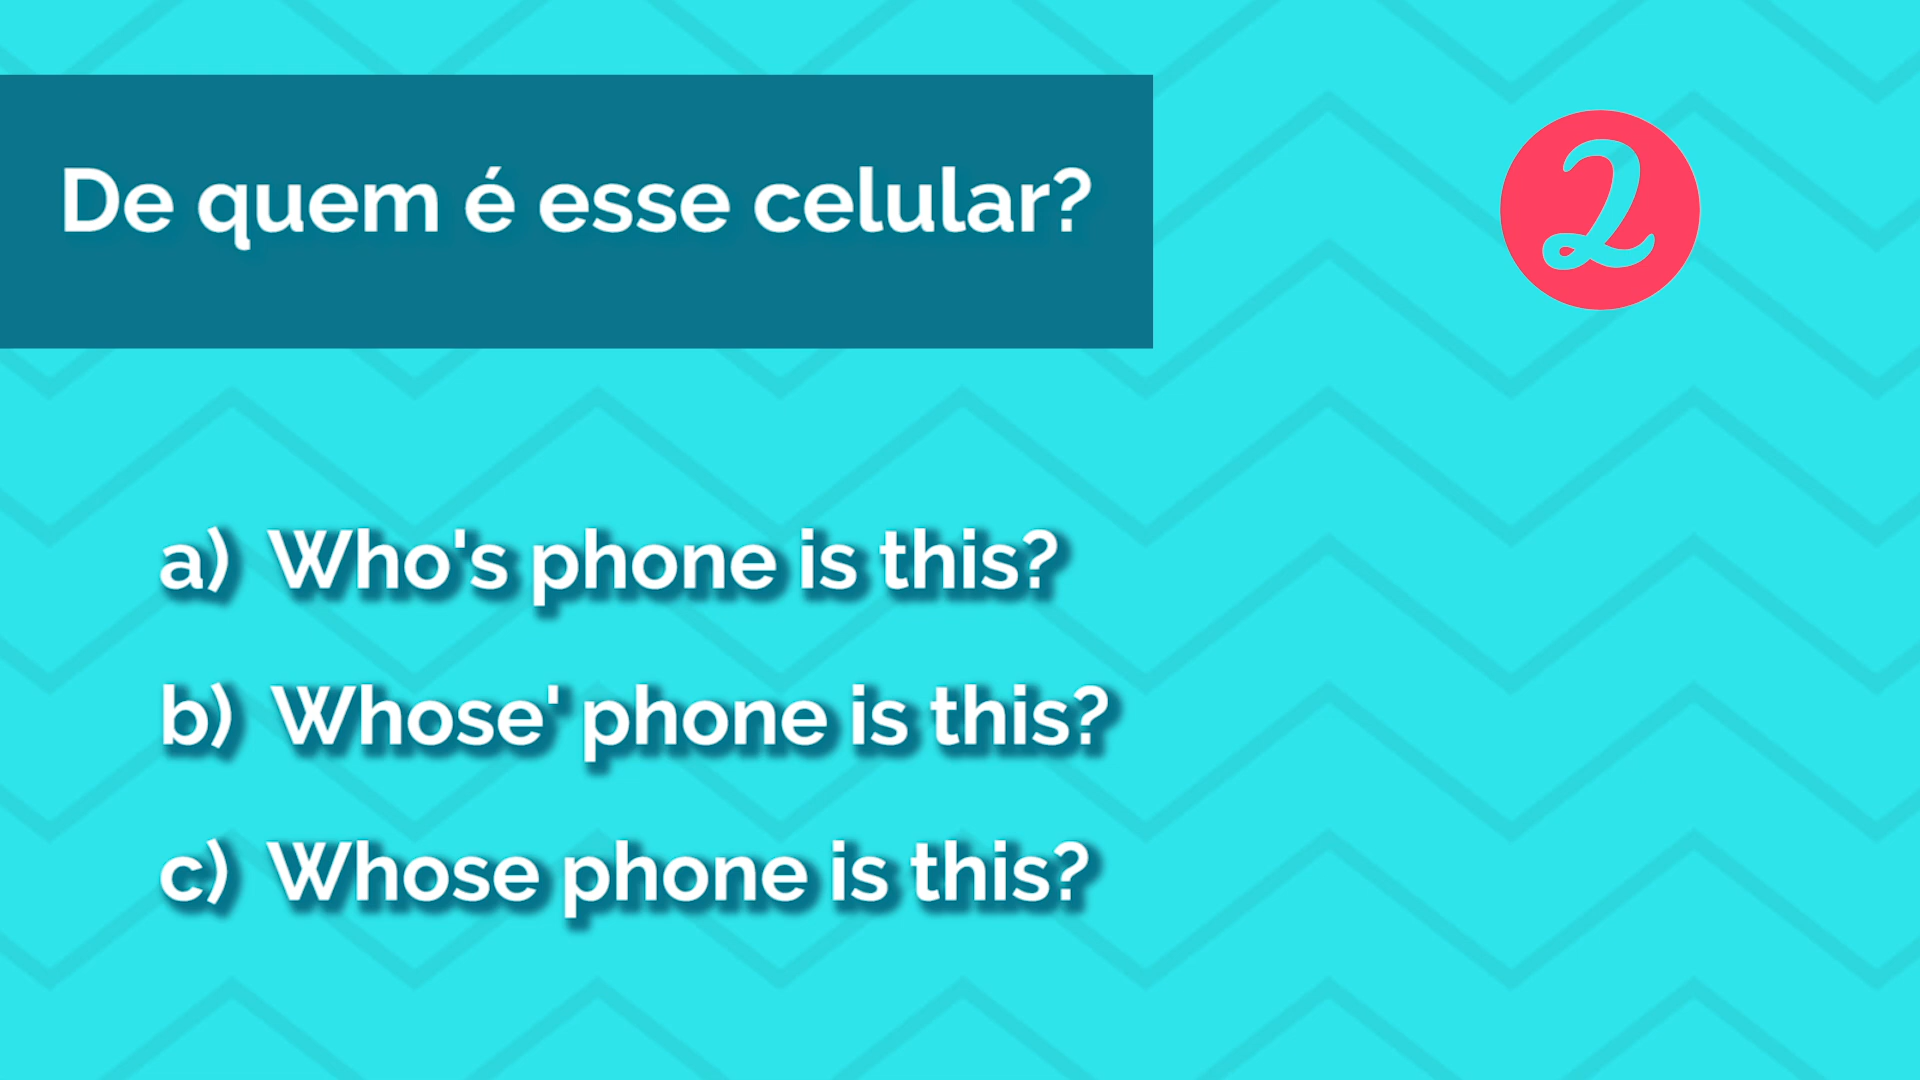 De quem é esse celular?
2
a) Who's phone is this?
b) Whose' phone is this?
c) Whose phone is this?